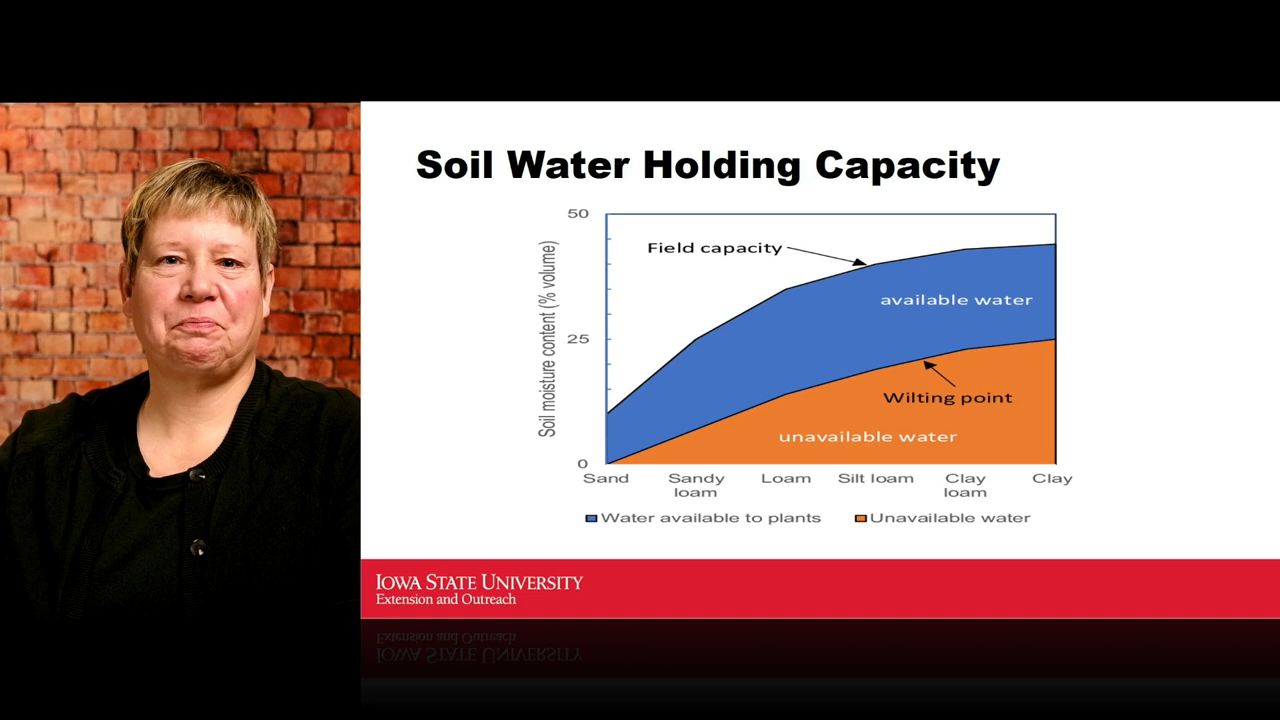 Soil Water Holding Capacity
50
Field capacity
available water
25
Soil moisture content (% volume)
Wilting point
unavailable water
0
Sand
Sandy
loam
Loam
Silt loam
Clay
loam
Clay
Water available to plants
Unavailable water
IOWA STATE UNIVERSITY
Extension and Outreach